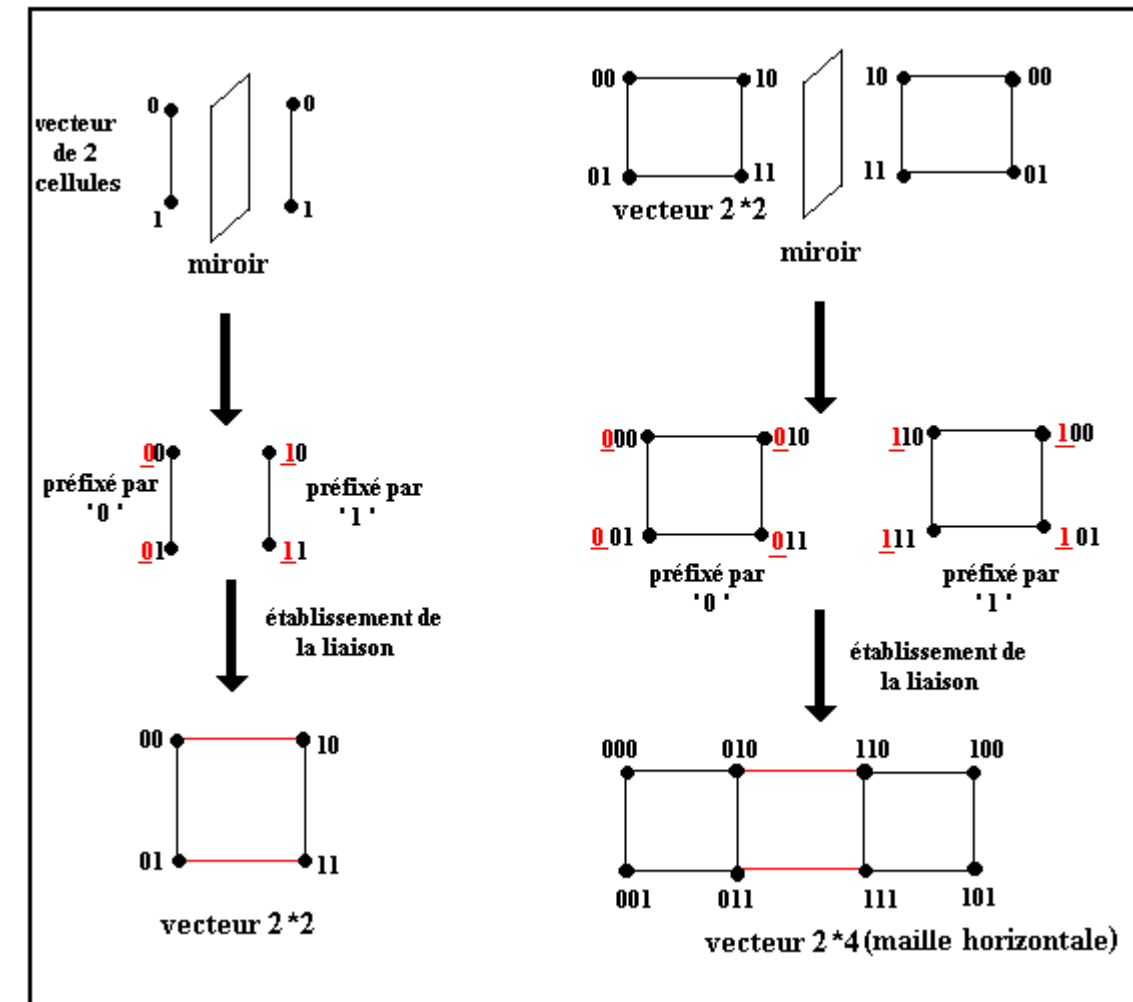 0
0
vecteur
de 2
cellules
1
1
miroir
00
10
10
00
01
11
11
01
vecteur 2*2
miroir
00
10
préfixé par
'0'
préfixé par
'1'
01
11
000
010
110
100
001
011
111
101
préfixé par
'0'
préfixé par
'1'
établissement de
la liaison
établissement de
la liaison
00
10
01
11
vecteur 2*2
000
010
110
100
001
011
111
101
vecteur 2*4(maille horizontale)